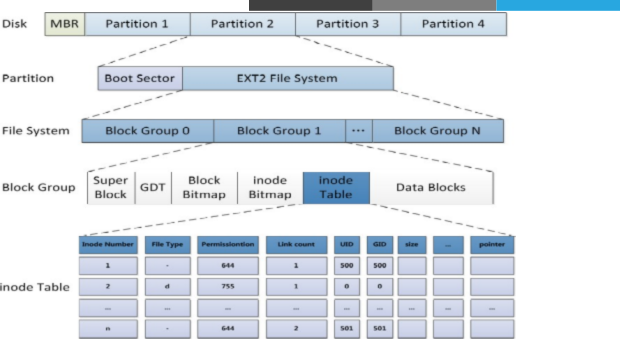 Disk MBR Partition 1 Partition 2 Partition 3 Partition 4
Partition Boot Sector EXT2 File System
File System Block Group 0 Block Group 1 ... Block Group N
Block Group Super Block GDT Block Bitmap inode Bitmap inode Table Data Blocks
Inode Number File Type Permisstiontion Link count UID GID size ... pointer
1 - 644 1 500 500
inode Table 2 d 755 1 0 0
... ... ... ... ... ... ... ... ...
n - 644 2 501 501